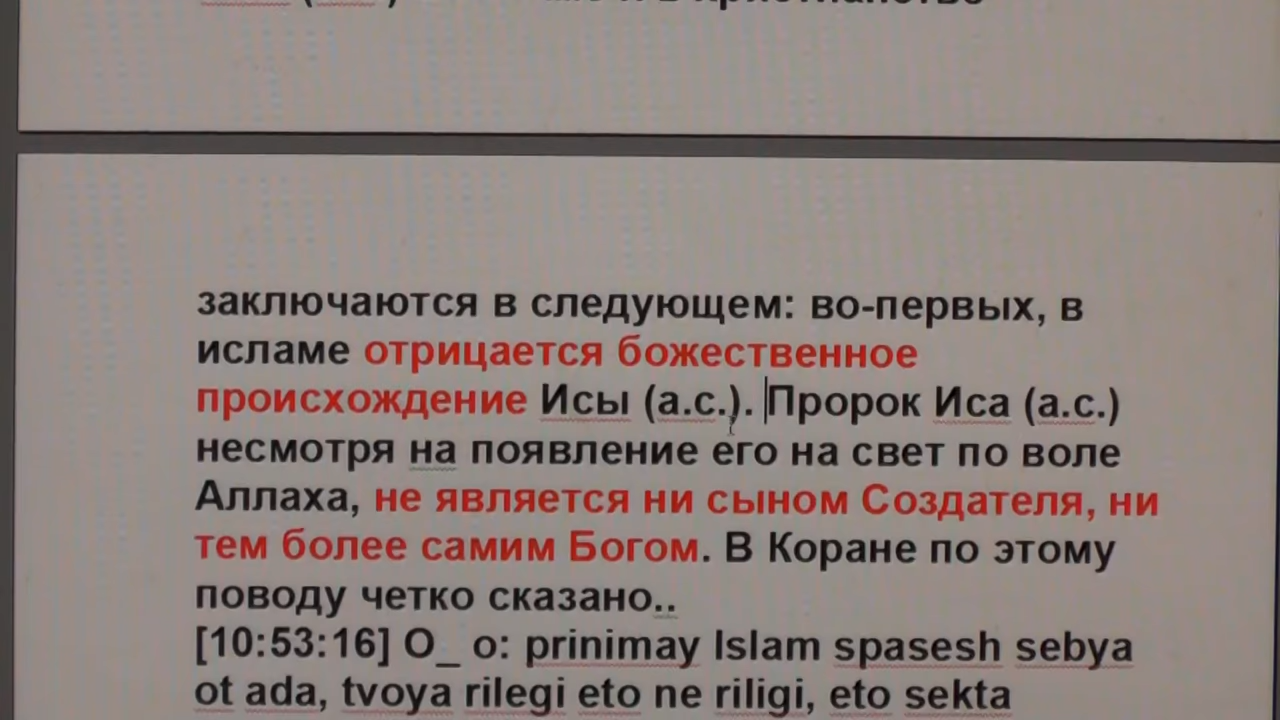 заключаются в следующем: во-первых, в
исламе отрицается божественное
происхождение Исы (а.с.). Пророк Иса (а.с.)
несмотря на появление его на свет по воле
Аллаха, не является ни сыном Создателя, ни
тем более самим Богом. В Коране по этому
поводу четко сказано..
[10:53:16] O_ o: prinimay Islam spasesh sebya
ot ada, tvoya rilegi eto ne riligi, eto sekta